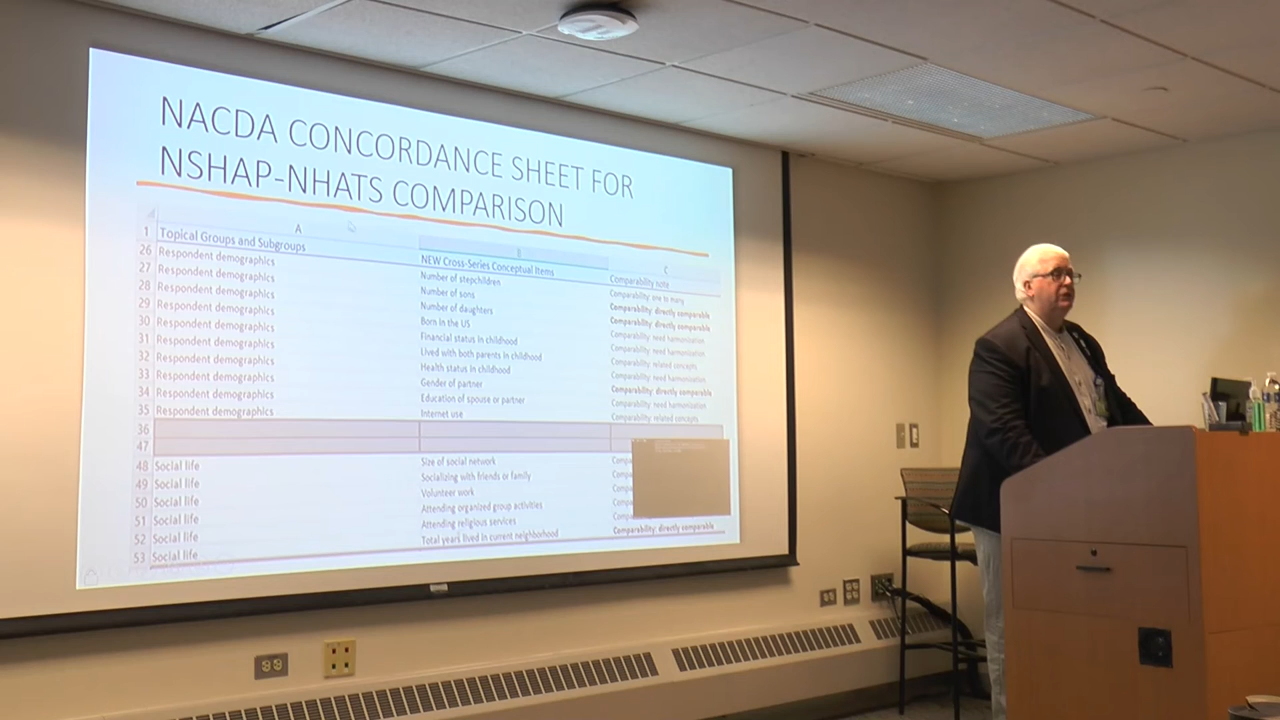 NACDA CONCORDANCE SHEET FOR
NSHAP-NHATS COMPARISON
A B C
1 Topical Groups and Subgroups NEW Cross-Series Conceptual Items Comparability note
26 Respondent demographics Number of stepchildren Comparability: one to many
27 Respondent demographics Number of sons Comparability: directly comparable
28 Respondent demographics Number of daughters Comparability: directly comparable
29 Respondent demographics Born in the US Comparability: need harmonization
30 Respondent demographics Financial status in childhood Comparability: need harmonization
31 Respondent demographics Lived with both parents in childhood Comparability: related concepts
32 Respondent demographics Health status in childhood Comparability: need harmonization
33 Respondent demographics Gender of partner Comparability: directly comparable
34 Respondent demographics Education of spouse or partner Comparability: need harmonization
35 Respondent demographics Internet use Comparability: related concepts
36
47
48 Social life Size of social network Compa
49 Social life Socializing with friends or family Compa
50 Social life Volunteer work Compa
51 Social life Attending organized group activities Compa
52 Social life Attending religious services Compa
53 Social life Total years lived in current neighborhood Comparability: directly comparable